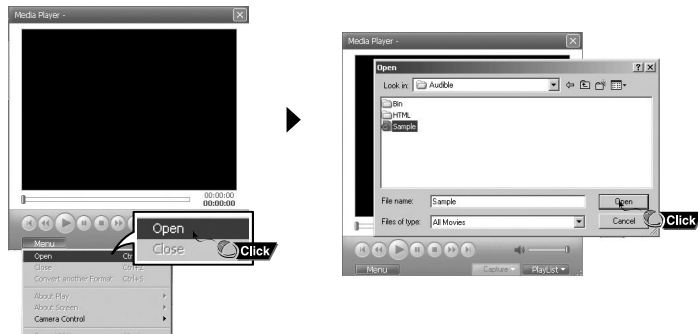 Media Player -
00:00:00
00:00:00
Menu
Open
Close
Click
Open
Close Ctrl+Z
Convert another Format Ctrl+S
About Play
About Screen
Camera Control
Media Player -
Open
Look in: Audible
Bin
HTML
Sample
File name: Sample
Open
Files of type: All Movies
Cancel
Click
Menu
Capture
PlayList